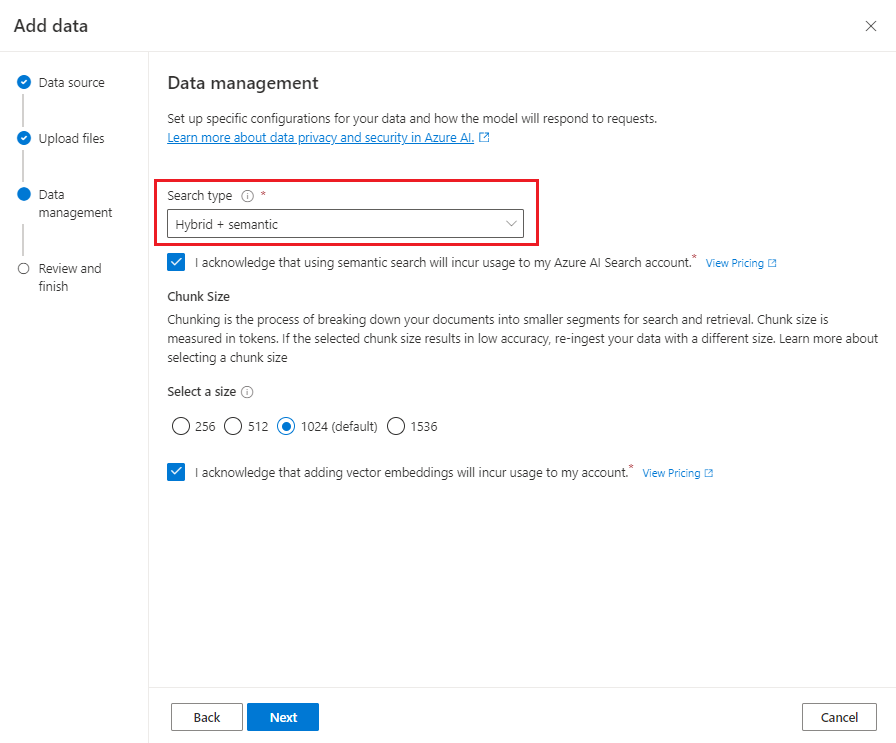 Add data
Data source
Upload files
Data
management
Review and
finish
Data management
Set up specific configurations for your data and how the model will respond to requests.
Learn more about data privacy and security in Azure AI.
Search type *
Hybrid + semantic
I acknowledge that using semantic search will incur usage to my Azure AI Search account.* View Pricing
Chunk Size
Chunking is the process of breaking down your documents into smaller segments for search and retrieval. Chunk size is
measured in tokens. If the selected chunk size results in low accuracy, re-ingest your data with a different size. Learn more about
selecting a chunk size
Select a size
256 512 1024 (default) 1536
I acknowledge that adding vector embeddings will incur usage to my account.* View Pricing
Back Next Cancel